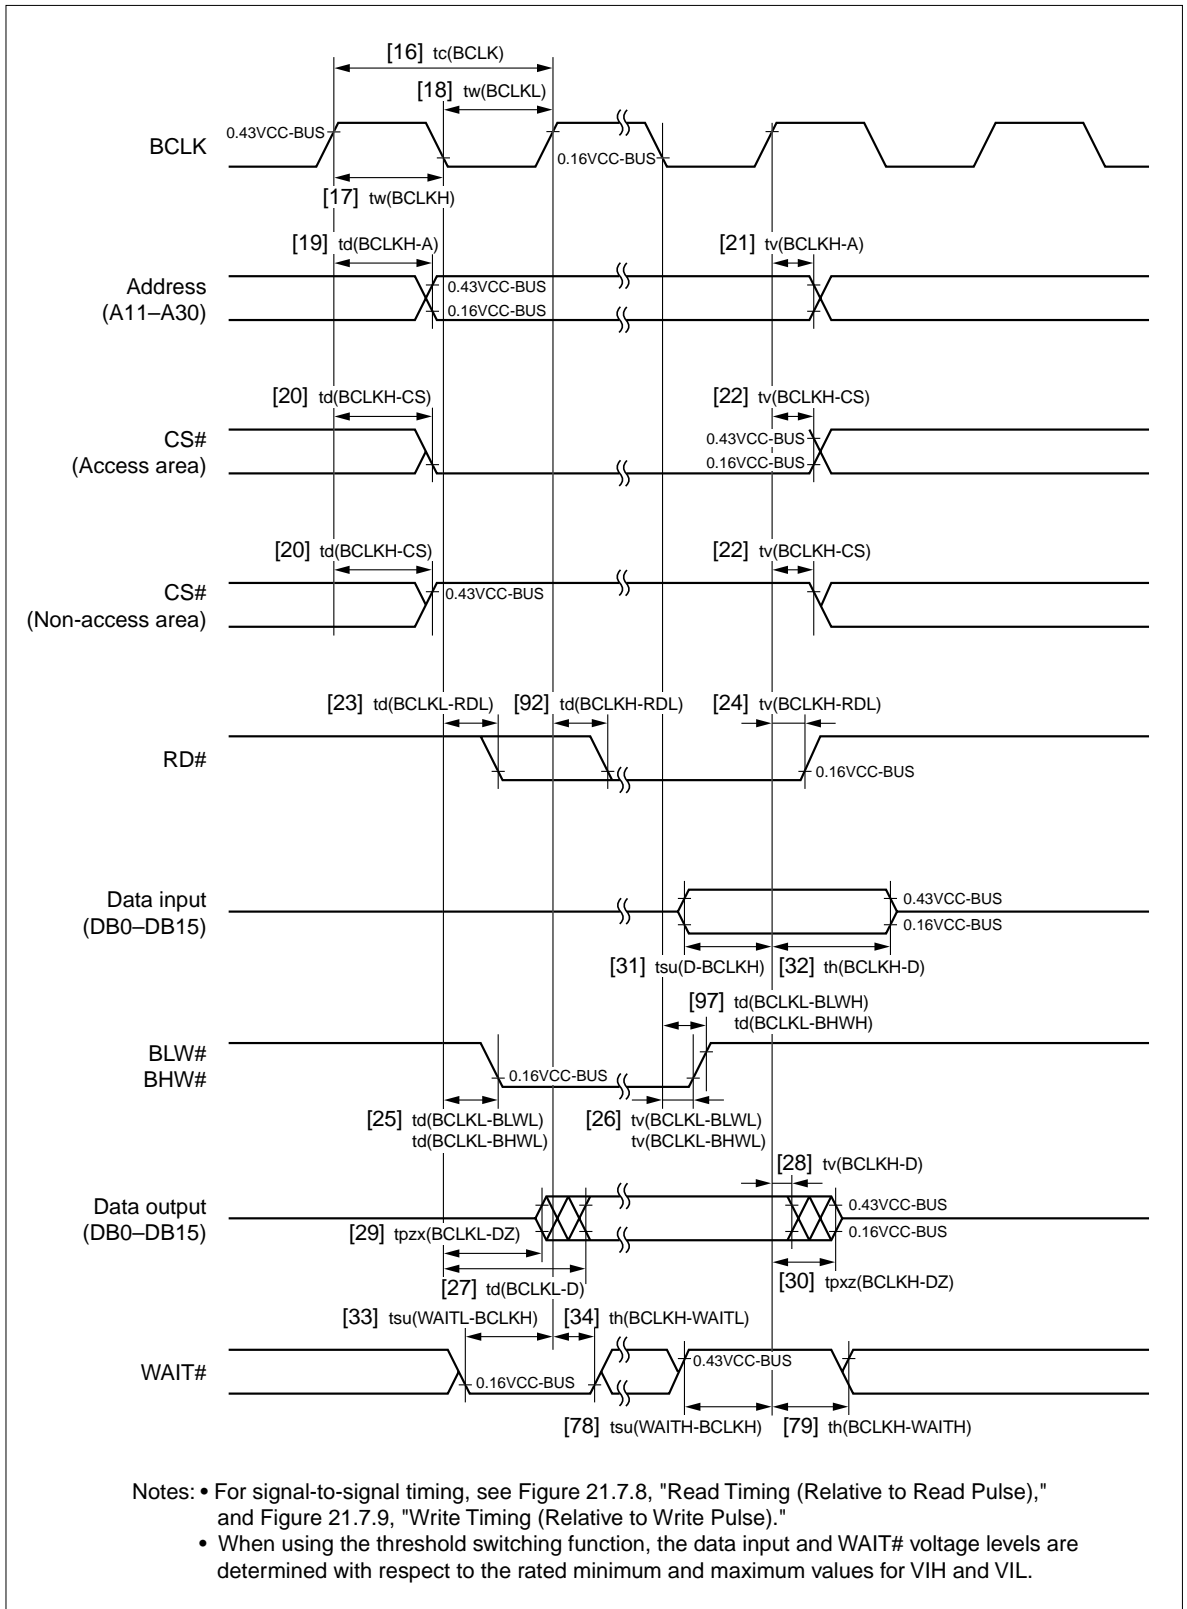 [16] tc(BCLK)
[18] tw(BCLKL)
0.43VCC-BUS
BCLK
0.16VCC-BUS
[17] tw(BCLKH)
[19] td(BCLKH-A)
[21] tv(BCLKH-A)
Address
(A11–A30)
0.43VCC-BUS
0.16VCC-BUS
[20] td(BCLKH-CS)
[22] tv(BCLKH-CS)
CS#
(Access area)
0.43VCC-BUS
0.16VCC-BUS
[20] td(BCLKH-CS)
[22] tv(BCLKH-CS)
CS#
(Non-access area)
0.43VCC-BUS
[23] td(BCLKL-RDL)
[92] td(BCLKH-RDL)
[24] tv(BCLKH-RDL)
RD#
0.16VCC-BUS
Data input
(DB0–DB15)
0.43VCC-BUS
0.16VCC-BUS
[31] tsu(D-BCLKH)
[32] th(BCLKH-D)
[97] td(BCLKL-BLWH)
td(BCLKL-BHWH)
BLW#
BHW#
0.16VCC-BUS
[25] td(BCLKL-BLWL)
td(BCLKL-BHWL)
[26] tv(BCLKL-BLWL)
tv(BCLKL-BHWL)
[28] tv(BCLKH-D)
Data output
(DB0–DB15)
0.43VCC-BUS
0.16VCC-BUS
[29] tpzx(BCLKL-DZ)
[27] td(BCLKL-D)
[30] tpxz(BCLKH-DZ)
[33] tsu(WAITL-BCLKH)
[34] th(BCLKH-WAITL)
WAIT#
0.43VCC-BUS
0.16VCC-BUS
[78] tsu(WAITH-BCLKH)
[79] th(BCLKH-WAITH)
Notes: • For signal-to-signal timing, see Figure 21.7.8, "Read Timing (Relative to Read Pulse),"
and Figure 21.7.9, "Write Timing (Relative to Write Pulse)."
• When using the threshold switching function, the data input and WAIT# voltage levels are
determined with respect to the rated minimum and maximum values for VIH and VIL.